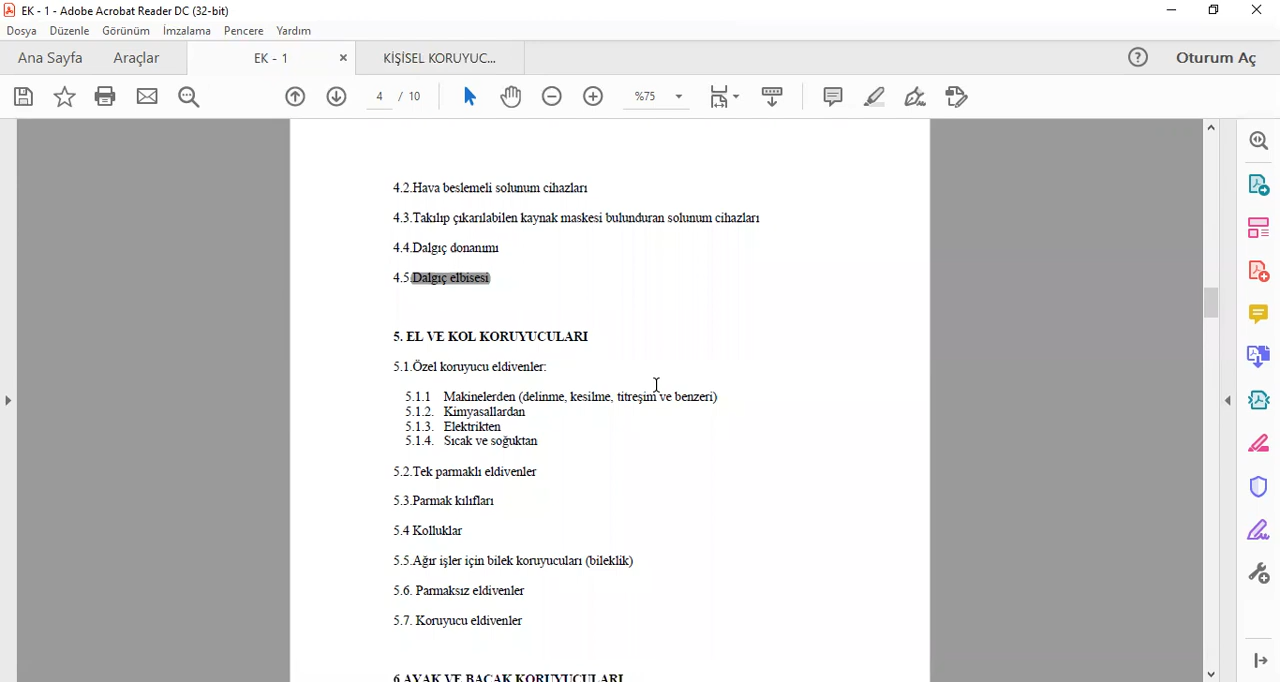 EK - 1 - Adobe Acrobat Reader DC (32-bit)
Dosya Düzenle Görünüm İmzalama Pencere Yardım
Ana Sayfa Araçlar EK - 1 KİŞİSEL KORUYUC... Oturum Aç
4 / 10 %75
4.2.Hava beslemeli solunum cihazları
4.3.Takılıp çıkarılabilen kaynak maskesi bulunduran solunum cihazları
4.4.Dalgıç donanımı
4.5.Dalgıç elbisesi
5. EL VE KOL KORUYUCULARI
5.1.Özel koruyucu eldivenler:
5.1.1 Makinelerden (delinme, kesilme, titreşim ve benzeri)
5.1.2. Kimyasallardan
5.1.3. Elektrikten
5.1.4. Sıcak ve soğuktan
5.2.Tek parmaklı eldivenler
5.3.Parmak kılıfları
5.4 Kolluklar
5.5.Ağır işler için bilek koruyucuları (bileklik)
5.6. Parmaksız eldivenler
5.7. Koruyucu eldivenler
6.AYAK VE BACAK KORUYUCULARI